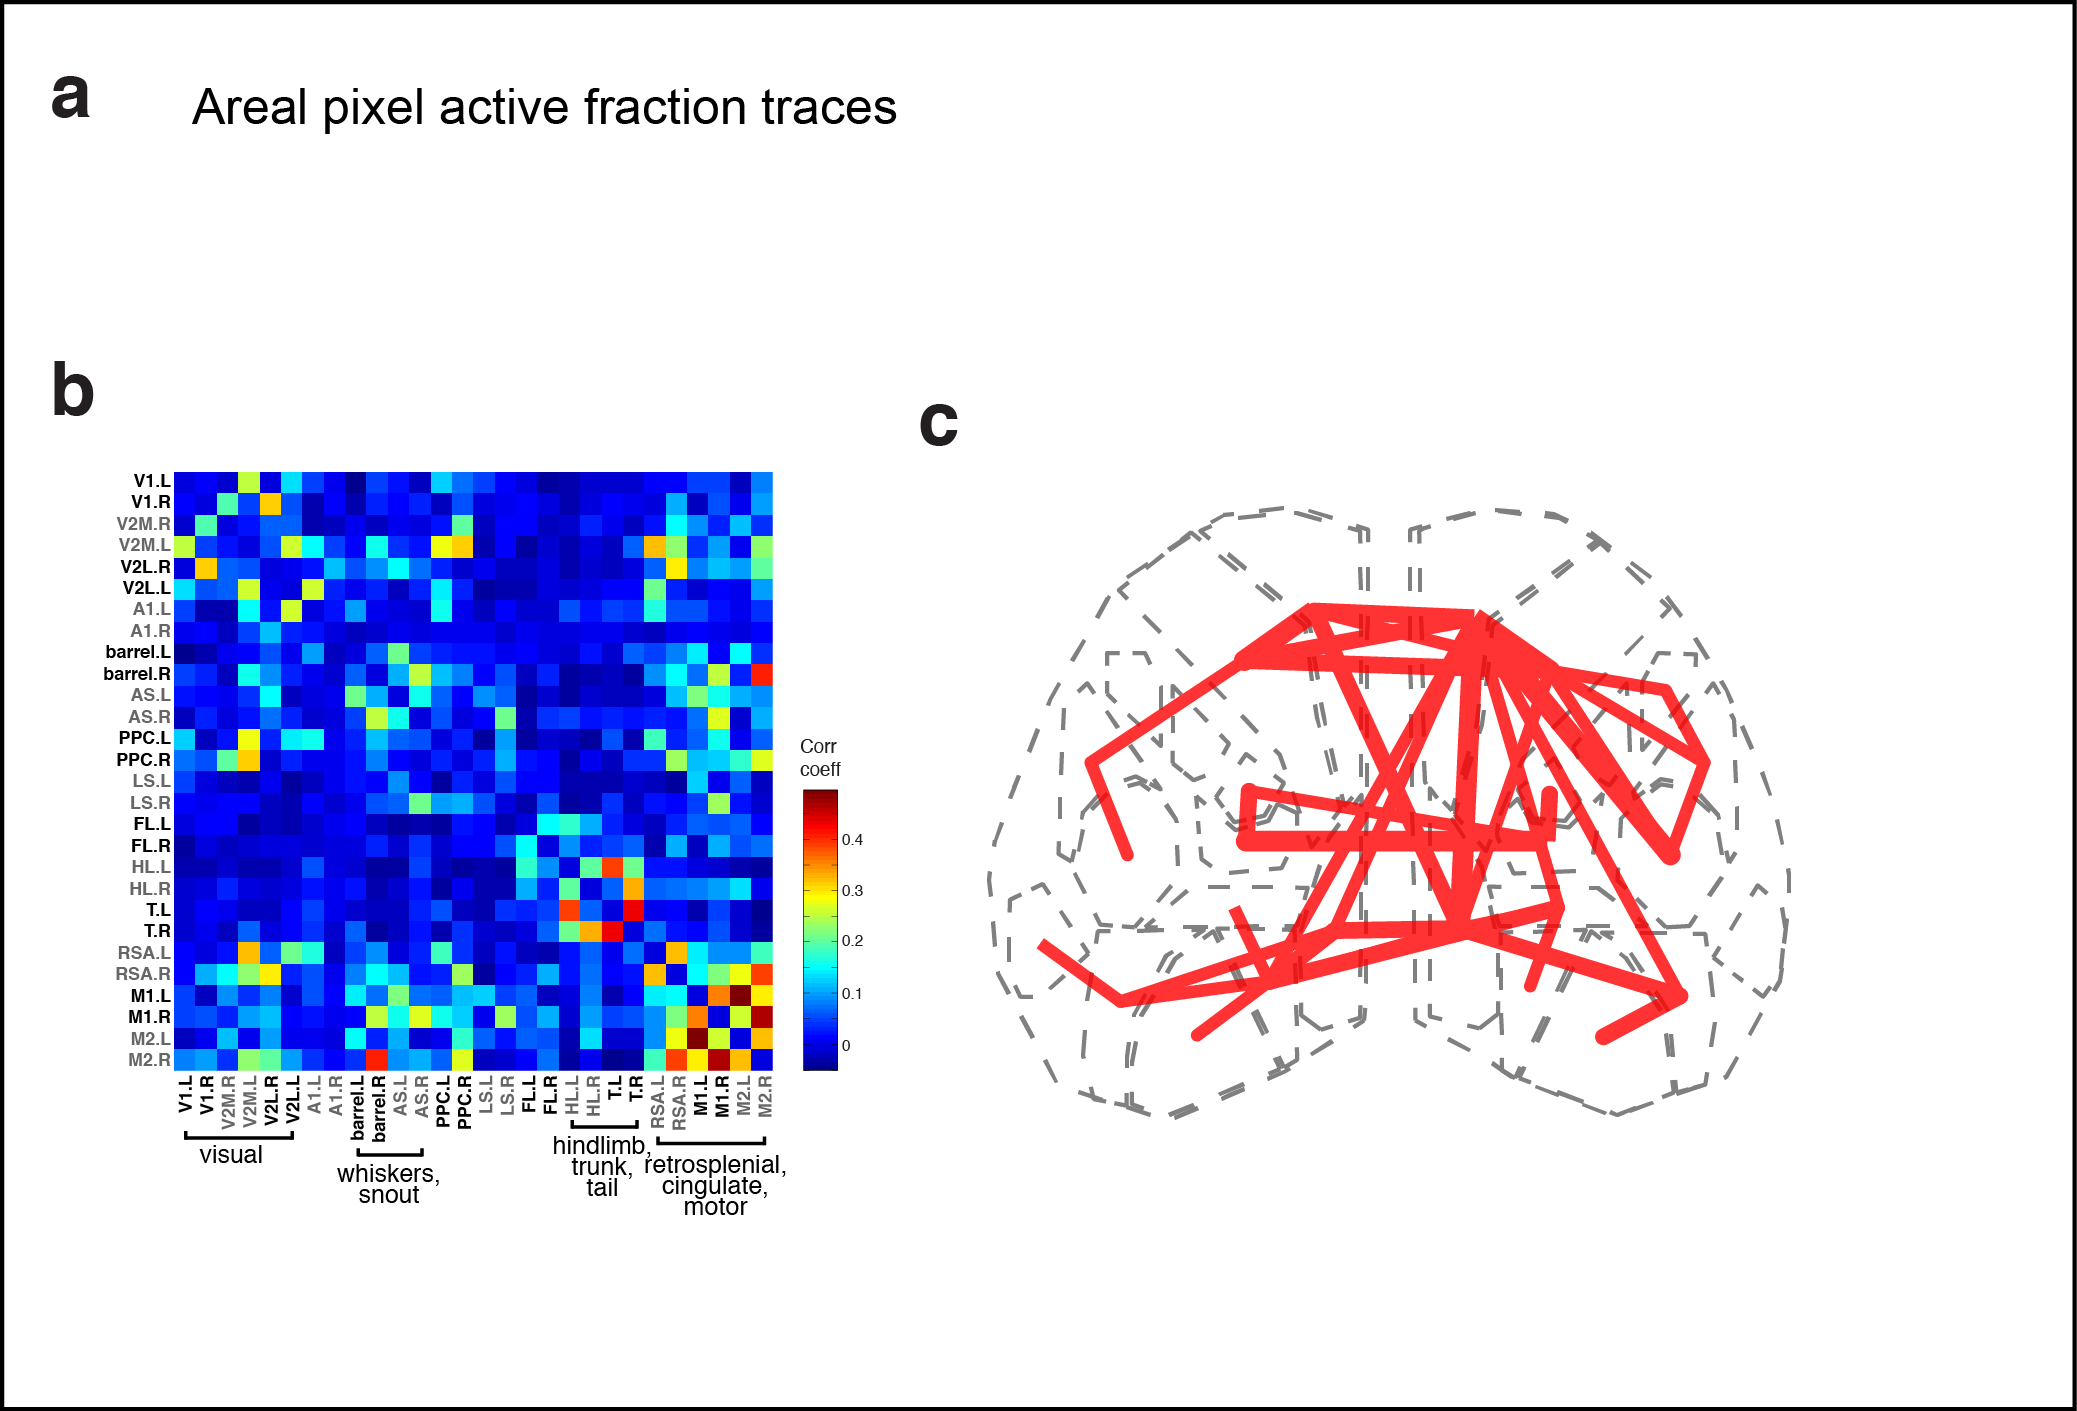 a
Areal pixel active fraction traces
b
c
V1.L
V1.R
V2M.R
V2M.L
V2L.R
V2L.L
A1.L
A1.R
barrel.L
barrel.R
AS.L
AS.R
PPC.L
PPC.R
LS.L
LS.R
FL.L
FL.R
HL.L
HL.R
T.L
T.R
RSA.L
RSA.R
M1.L
M1.R
M2.L
M2.R
Corr
coeff
0.4
0.3
0.2
0.1
0
V1.L
V1.R
V2M.R
V2M.L
V2L.R
V2L.L
A1.L
A1.R
barrel.L
barrel.R
AS.L
AS.R
PPC.L
PPC.R
LS.L
LS.R
FL.L
FL.R
HL.L
HL.R
T.L
T.R
RSA.L
RSA.R
M1.L
M1.R
M2.L
M2.R
visual
whiskers,
snout
hindlimb,
trunk,
tail
retrosplenial,
cingulate,
motor